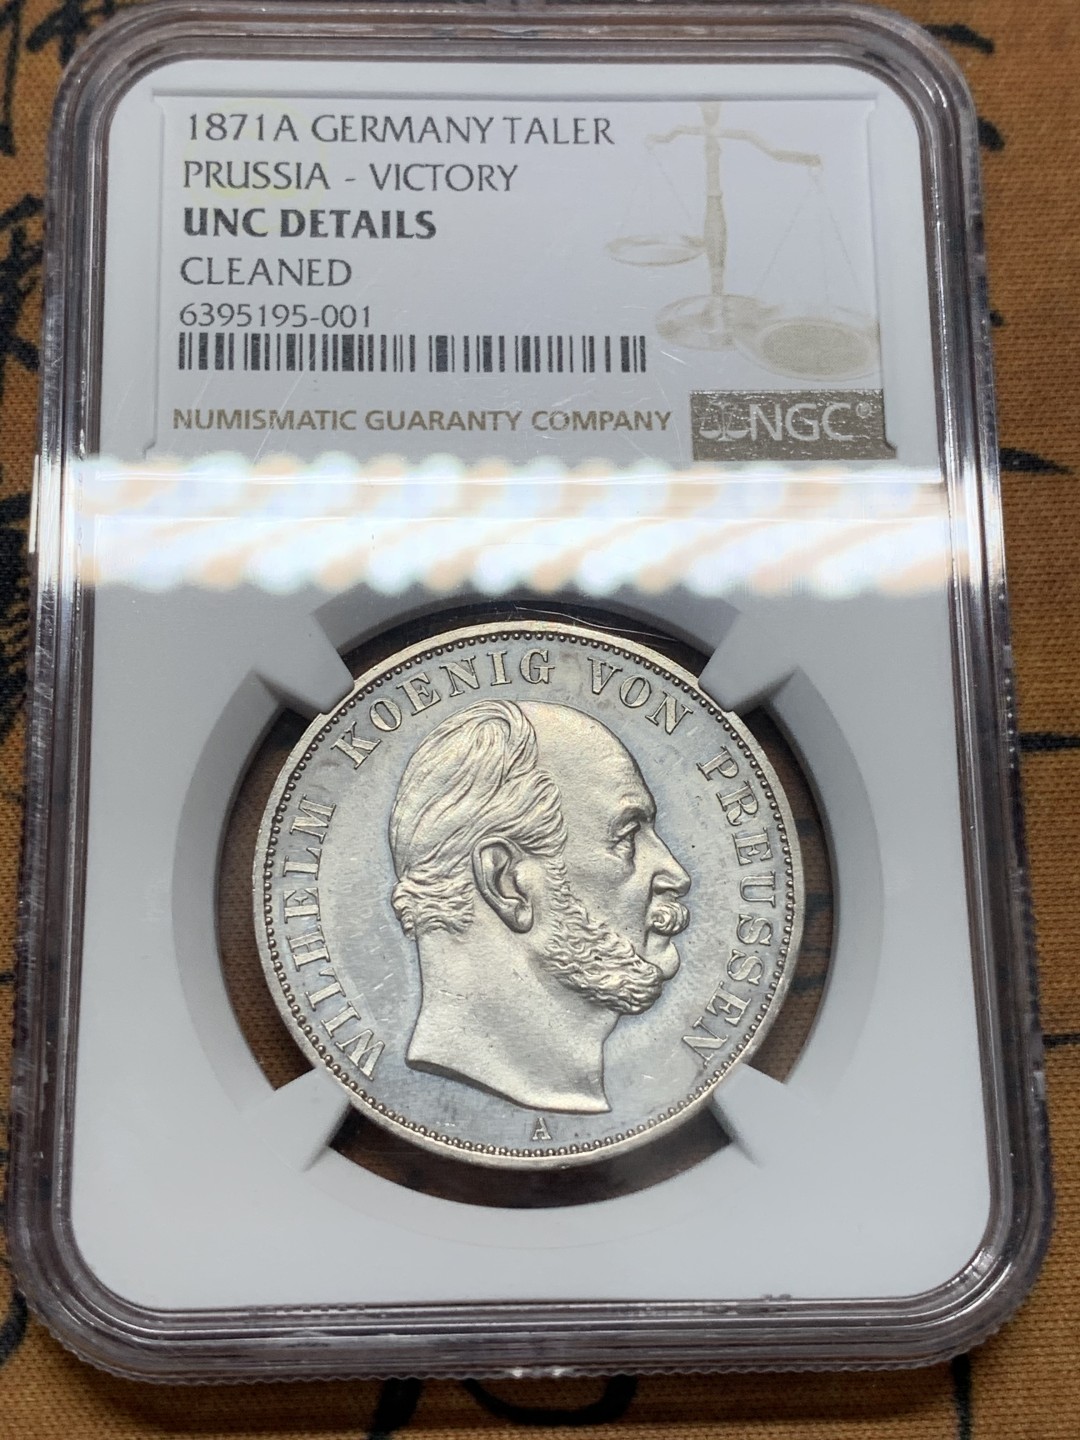 1871A GERMANY TALER
PRUSSIA - VICTORY
UNC DETAILS
CLEANED
6395195-001
NUMISMATIC GUARANTY COMPANY
NGC®
WILHELM KOENIG VON PREUSSEN
A